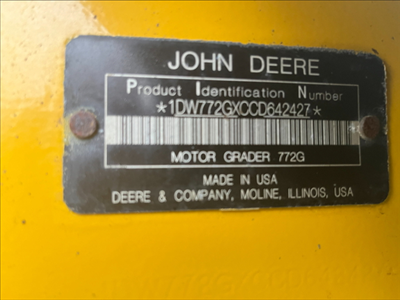 JOHN DEERE
Product Identification Number
*1DW772GXCCD642427*
MOTOR GRADER 772G
MADE IN USA
DEERE & COMPANY, MOLINE, ILLINOIS, USA